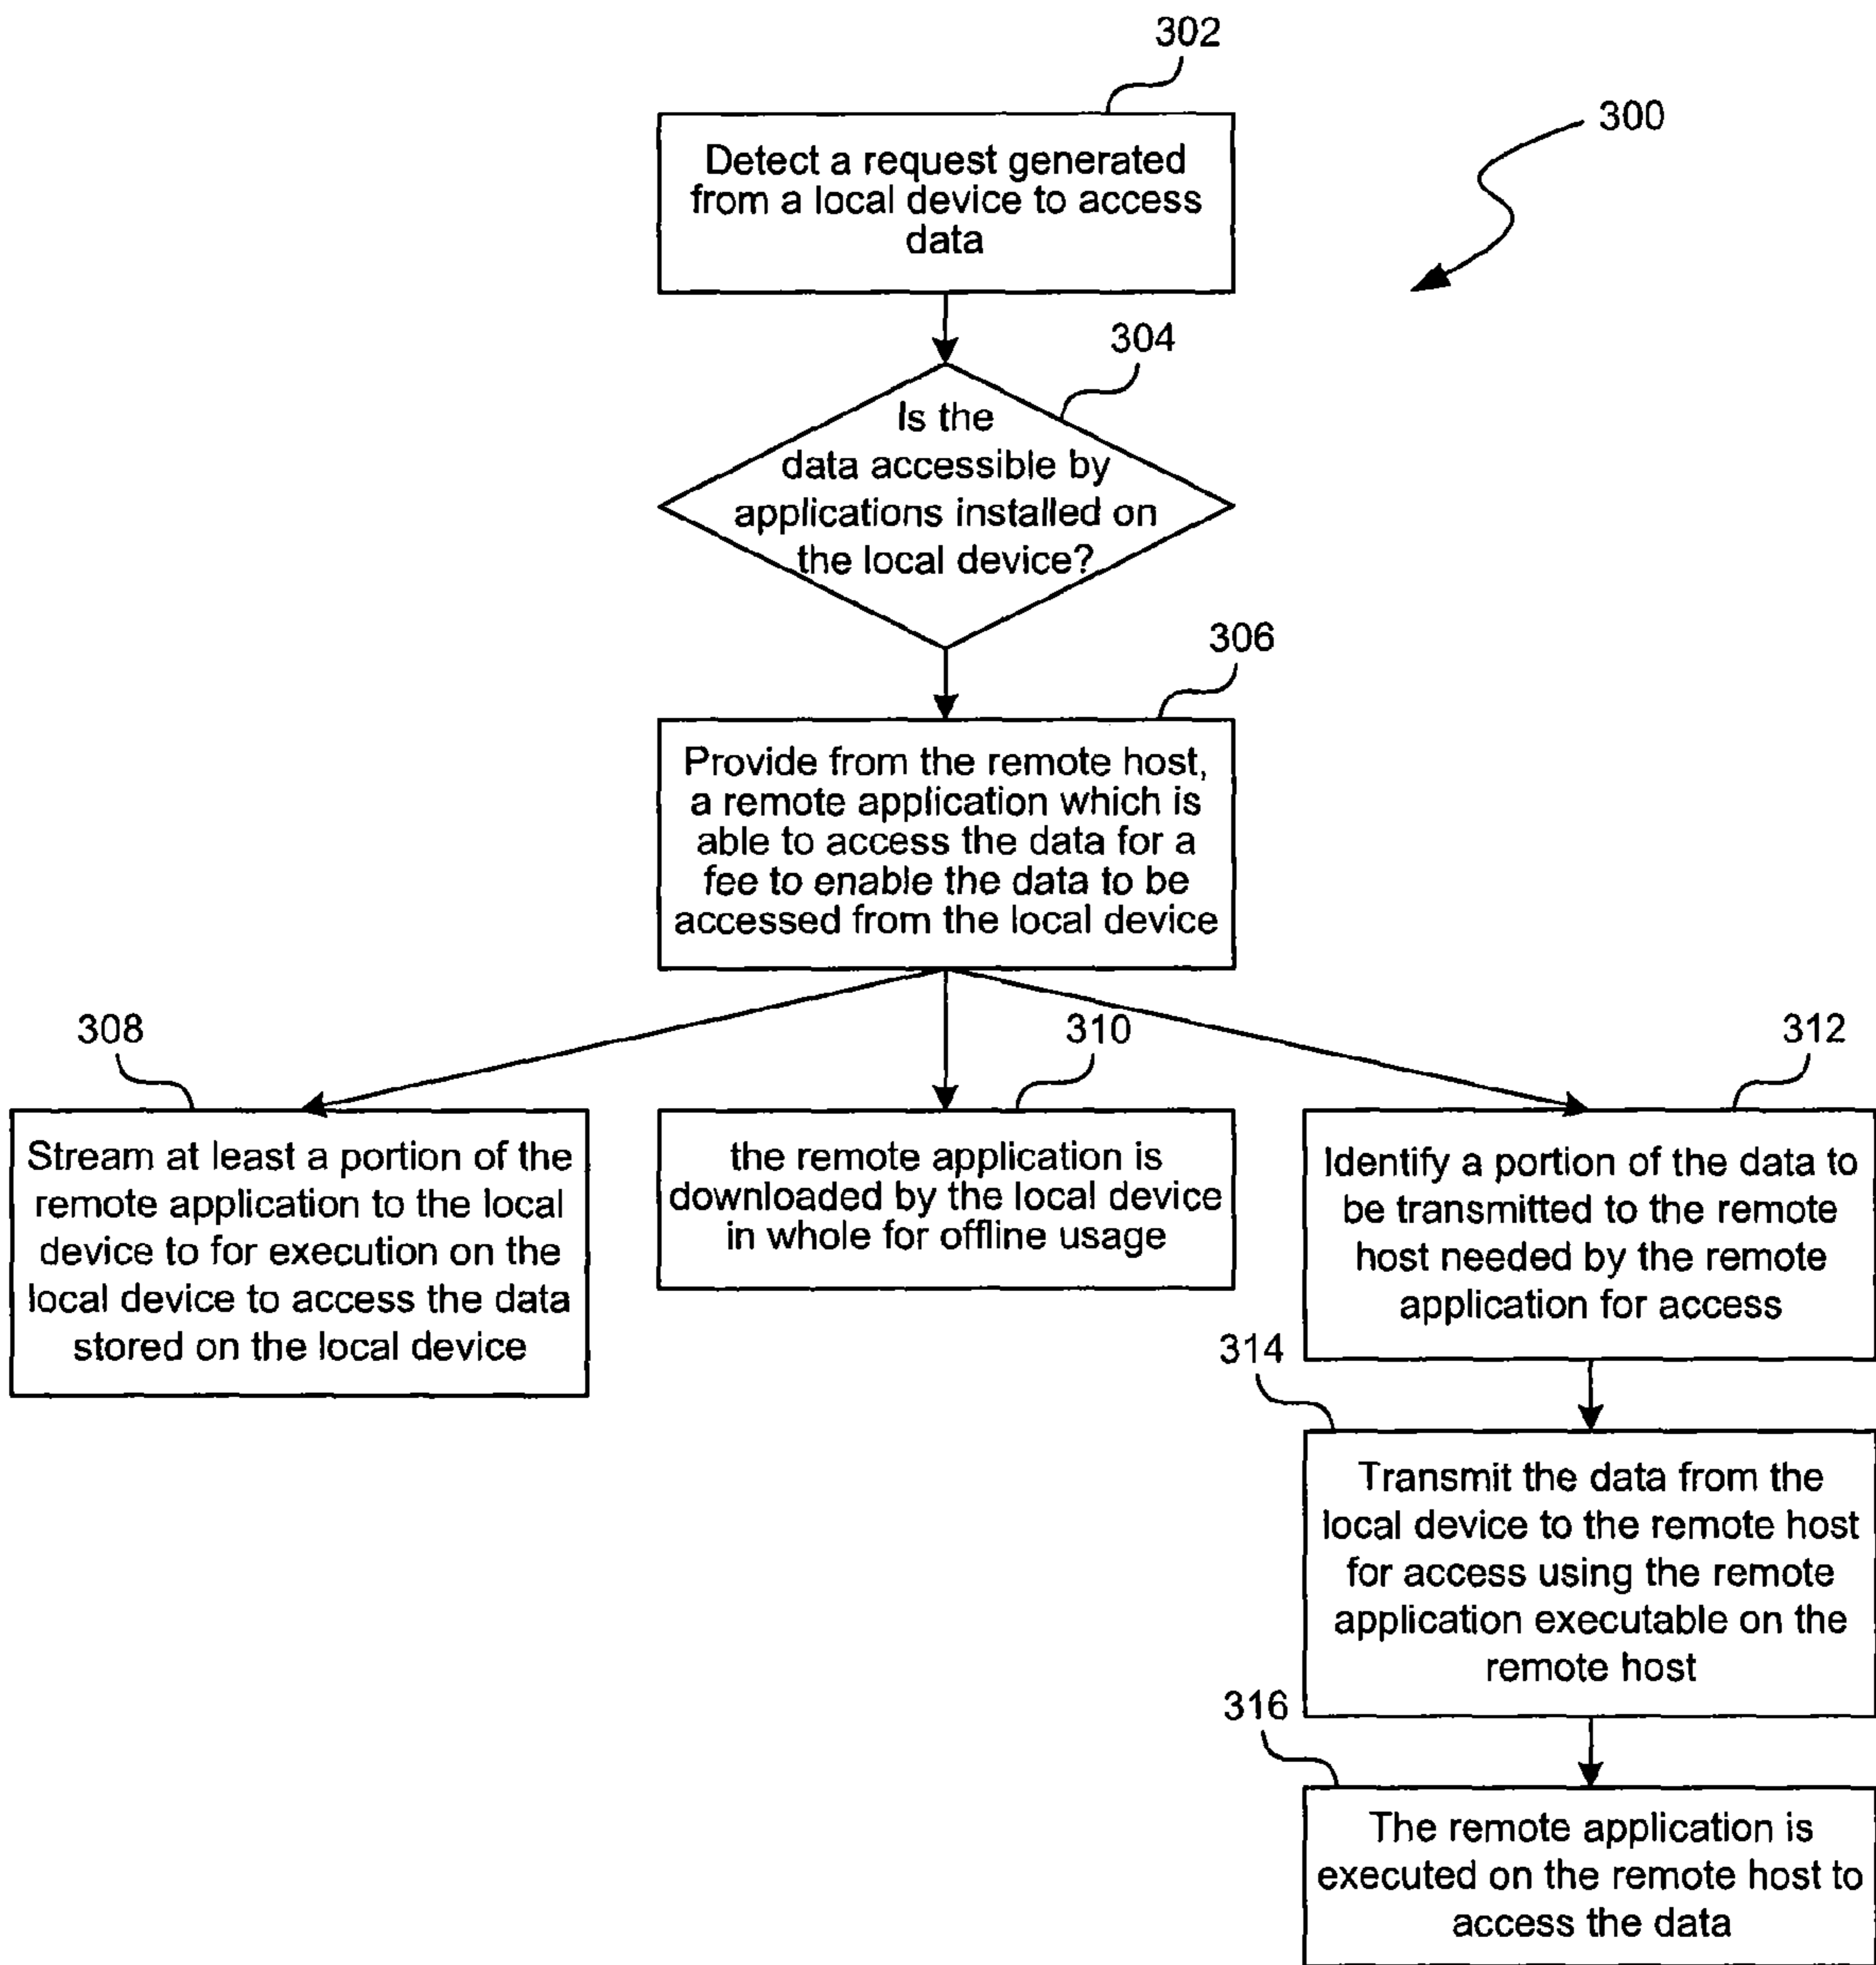 302
300
Detect a request generated
from a local device to access
data
304
Is the
data accessible by
applications installed on
the local device?
306
Provide from the remote host,
a remote application which is
able to access the data for a
fee to enable the data to be
accessed from the local device
308
310
312
Stream at least a portion of the
remote application to the local
device to for execution on the
local device to access the data
stored on the local device
the remote application is
downloaded by the local device
in whole for offline usage
Identify a portion of the data to
be transmitted to the remote
host needed by the remote
application for access
314
Transmit the data from the
local device to the remote host
for access using the remote
application executable on the
remote host
316
The remote application is
executed on the remote host to
access the data